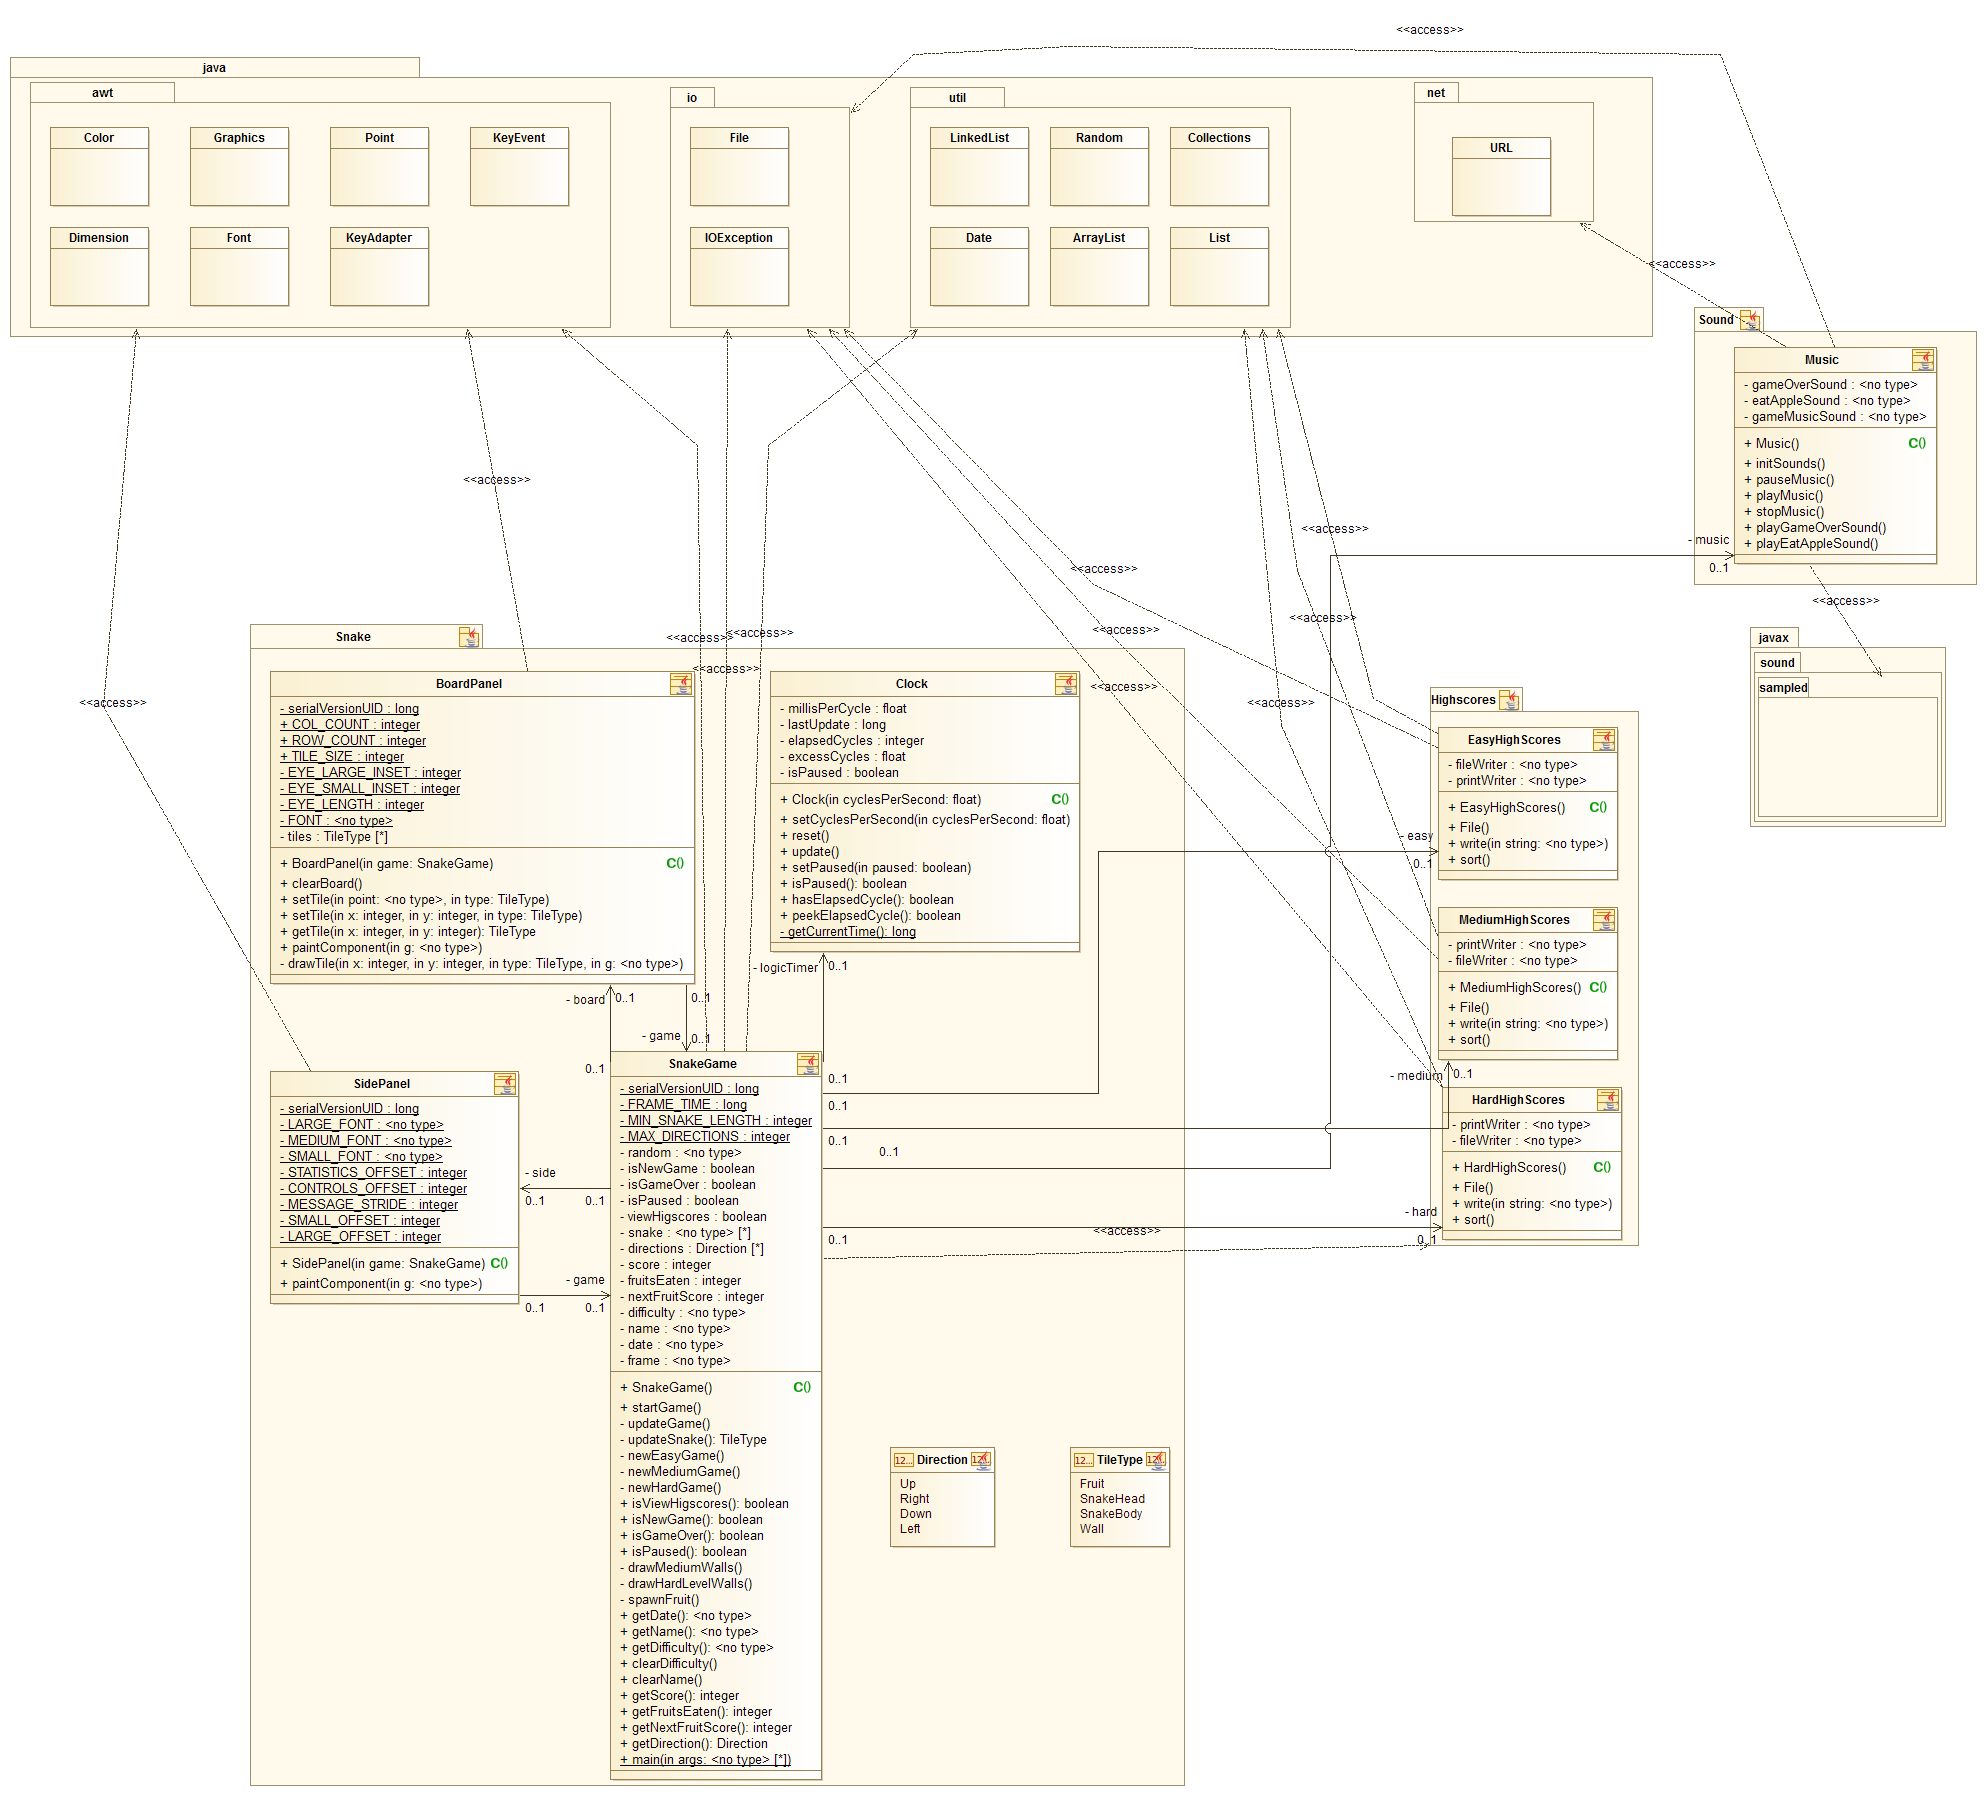 <<access>>
java
awt
Color
Graphics
Point
KeyEvent
Dimension
Font
KeyAdapter
io
File
IOException
util
LinkedList
Random
Collections
Date
ArrayList
List
net
URL
<<access>>
Sound
Music
- gameOverSound : <no type>
- eatAppleSound : <no type>
- gameMusicSound : <no type>
+ Music()
C()
+ initSounds()
+ pauseMusic()
+ playMusic()
+ stopMusic()
+ playGameOverSound()
+ playEatAppleSound()
- music
0..1
<<access>>
javax
sound
sampled
<<access>>
<<access>>
<<access>>
<<access>>
<<access>>
<<access>>
<<access>>
<<access>>
<<access>>
<<access>>
<<access>>
Snake
BoardPanel
- serialVersionUID : long
+ COL_COUNT : integer
+ ROW_COUNT : integer
+ TILE_SIZE : integer
- EYE_LARGE_INSET : integer
- EYE_SMALL_INSET : integer
- EYE_LENGTH : integer
- FONT : <no type>
- tiles : TileType [*]
+ BoardPanel(in game: SnakeGame)
C()
+ clearBoard()
+ setTile(in point: <no type>, in type: TileType)
+ setTile(in x: integer, in y: integer, in type: TileType)
+ getTile(in x: integer, in y: integer): TileType
+ paintComponent(in g: <no type>)
- drawTile(in x: integer, in y: integer, in type: TileType, in g: <no type>)
Clock
- millisPerCycle : float
- lastUpdate : long
- elapsedCycles : integer
- excessCycles : float
- isPaused : boolean
+ Clock(in cyclesPerSecond: float)
C()
+ setCyclesPerSecond(in cyclesPerSecond: float)
+ reset()
+ update()
+ setPaused(in paused: boolean)
+ isPaused(): boolean
+ hasElapsedCycle(): boolean
+ peekElapsedCycle(): boolean
- getCurrentTime(): long
- logicTimer
0..1
- board
0..1
0..1
- game
0..1
0..1
SidePanel
- serialVersionUID : long
- LARGE_FONT : <no type>
- MEDIUM_FONT : <no type>
- SMALL_FONT : <no type>
- STATISTICS_OFFSET : integer
- CONTROLS_OFFSET : integer
- MESSAGE_STRIDE : integer
- SMALL_OFFSET : integer
- LARGE_OFFSET : integer
+ SidePanel(in game: SnakeGame)
C()
+ paintComponent(in g: <no type>)
- side
0..1
0..1
- game
0..1
0..1
SnakeGame
- serialVersionUID : long
- FRAME_TIME : long
- MIN_SNAKE_LENGTH : integer
- MAX_DIRECTIONS : integer
- random : <no type>
- isNewGame : boolean
- isGameOver : boolean
- isPaused : boolean
- viewHigscores : boolean
- snake : <no type> [*]
- directions : Direction [*]
- score : integer
- fruitsEaten : integer
- nextFruitScore : integer
- difficulty : <no type>
- name : <no type>
- date : <no type>
- frame : <no type>
+ SnakeGame()
C()
+ startGame()
- updateGame()
- updateSnake(): TileType
- newEasyGame()
- newMediumGame()
- newHardGame()
+ isViewHigscores(): boolean
+ isNewGame(): boolean
+ isGameOver(): boolean
+ isPaused(): boolean
- drawMediumWalls()
- drawHardLevelWalls()
- spawnFruit()
+ getDate(): <no type>
+ getName(): <no type>
+ getDifficulty(): <no type>
+ clearDifficulty()
+ clearName()
+ getScore(): integer
+ getFruitsEaten(): integer
+ getNextFruitScore(): integer
+ getDirection(): Direction
+ main(in args: <no type> [*])
0..1
0..1
0..1
0..1
0..1
<<access>>
12...
Direction
12...
Up
Right
Down
Left
12...
TileType
12...
Fruit
SnakeHead
SnakeBody
Wall
Highscores
EasyHighScores
- fileWriter : <no type>
- printWriter : <no type>
+ EasyHighScores()
C()
+ File()
+ write(in string: <no type>)
+ sort()
- easy
0..1
MediumHighScores
- printWriter : <no type>
- fileWriter : <no type>
+ MediumHighScores()
C()
+ File()
+ write(in string: <no type>)
+ sort()
- medium
0..1
HardHighScores
- printWriter : <no type>
- fileWriter : <no type>
+ HardHighScores()
C()
+ File()
+ write(in string: <no type>)
+ sort()
- hard
0..1